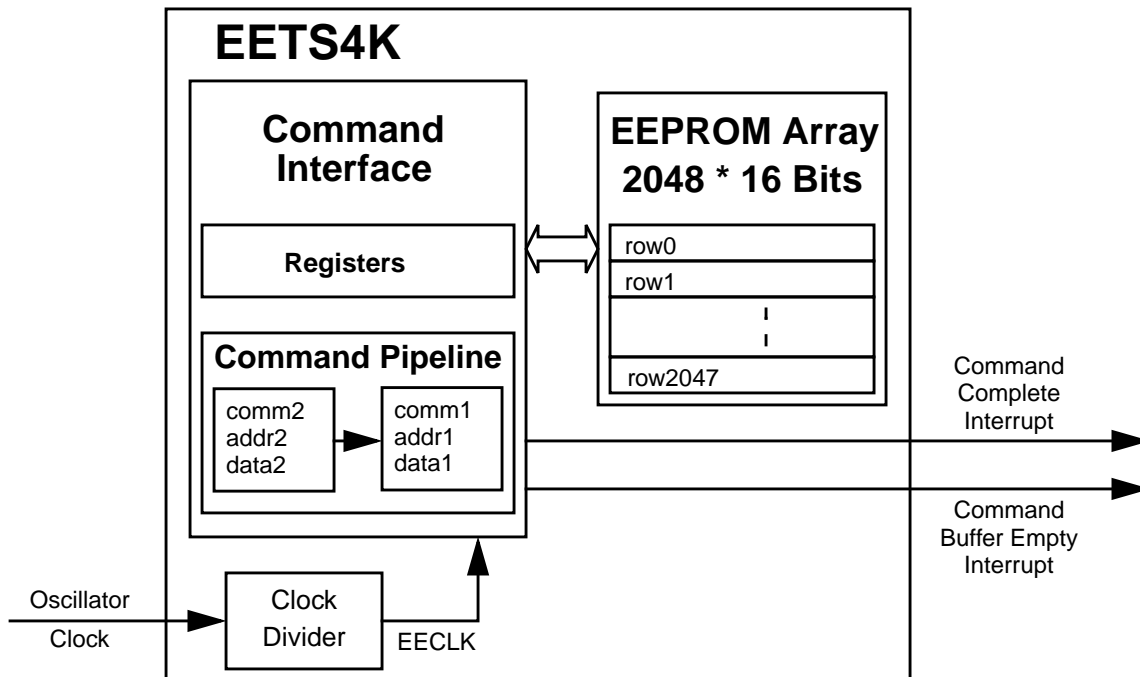 EETS4K
Command
Interface
Registers
Command Pipeline
comm2
addr2
data2
comm1
addr1
data1
EEPROM Array
2048 * 16 Bits
row0
row1
row2047
Command
Complete
Interrupt
Command
Buffer Empty
Interrupt
Oscillator
Clock
Clock
Divider
EECLK